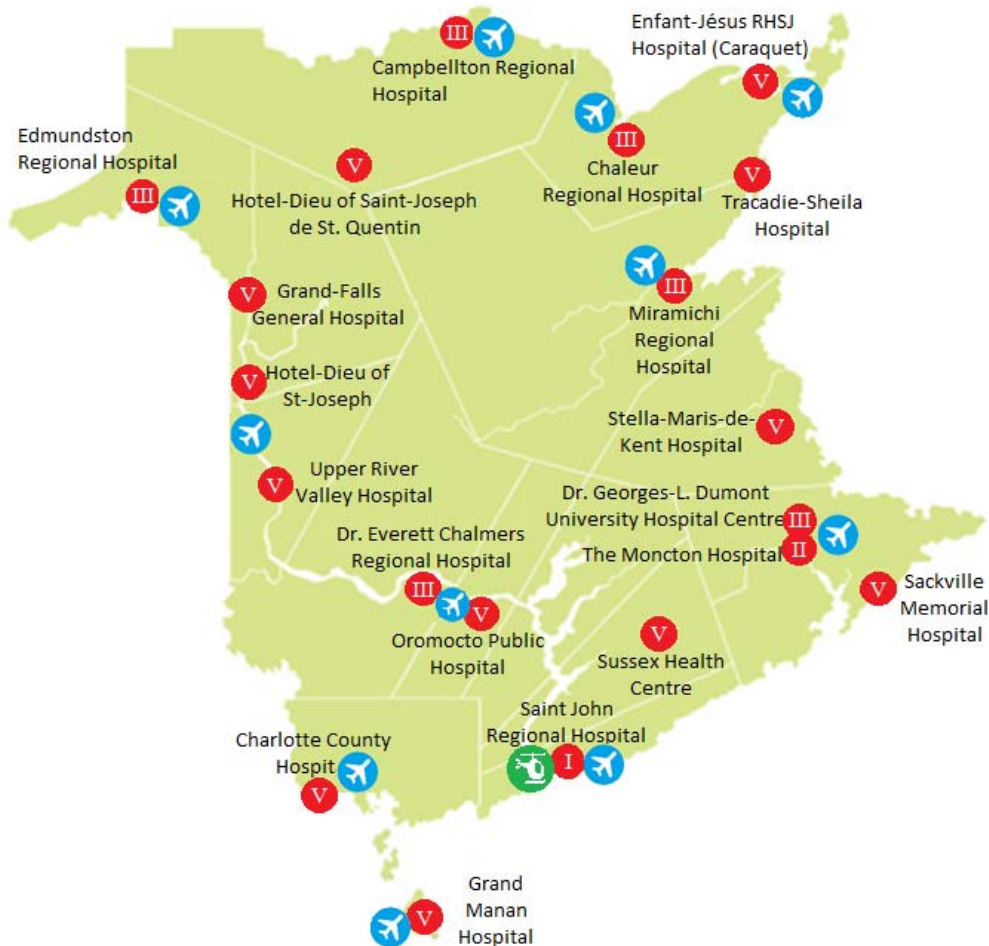 Enfant-Jésus RHSJ
Hospital (Caraquet)
V
III
Campbellton Regional
Hospital
III
Chaleur
Regional Hospital
Edmundston
Regional Hospital
III
V
Hotel-Dieu of Saint-Joseph
de St. Quentin
V
Tracadie-Sheila
Hospital
V
Grand-Falls
General Hospital
III
Miramichi
Regional
Hospital
V
Hotel-Dieu of
St-Joseph
Stella-Maris-de-
Kent Hospital
V
V
Upper River
Valley Hospital
Dr. Georges-L. Dumont
University Hospital Centre
III
The Moncton Hospital
II
Dr. Everett Chalmers
Regional Hospital
III
V
Oromocto Public
Hospital
V
Sackville
Memorial
Hospital
V
Sussex Health
Centre
Saint John
Regional Hospital
I
Charlotte County
Hospit
V
Grand
Manan
Hospital
V